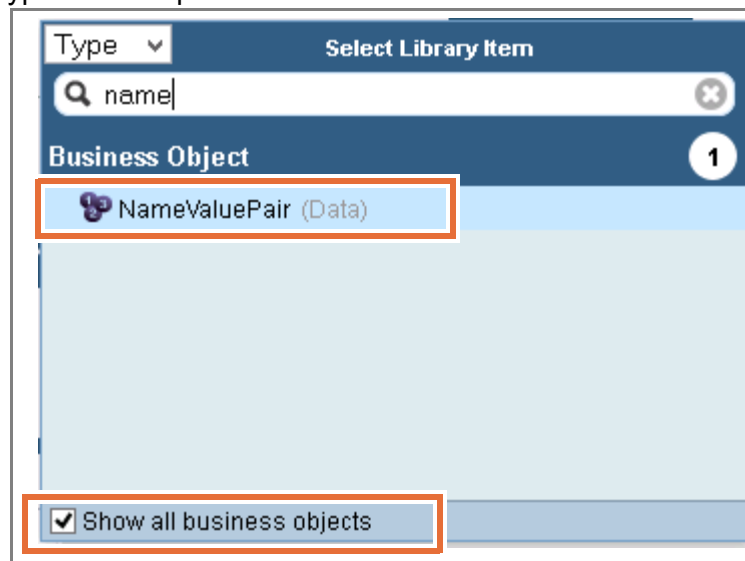 Type
Select Library Item
name
Business Object
1
NameValuePair (Data)
Show all business objects